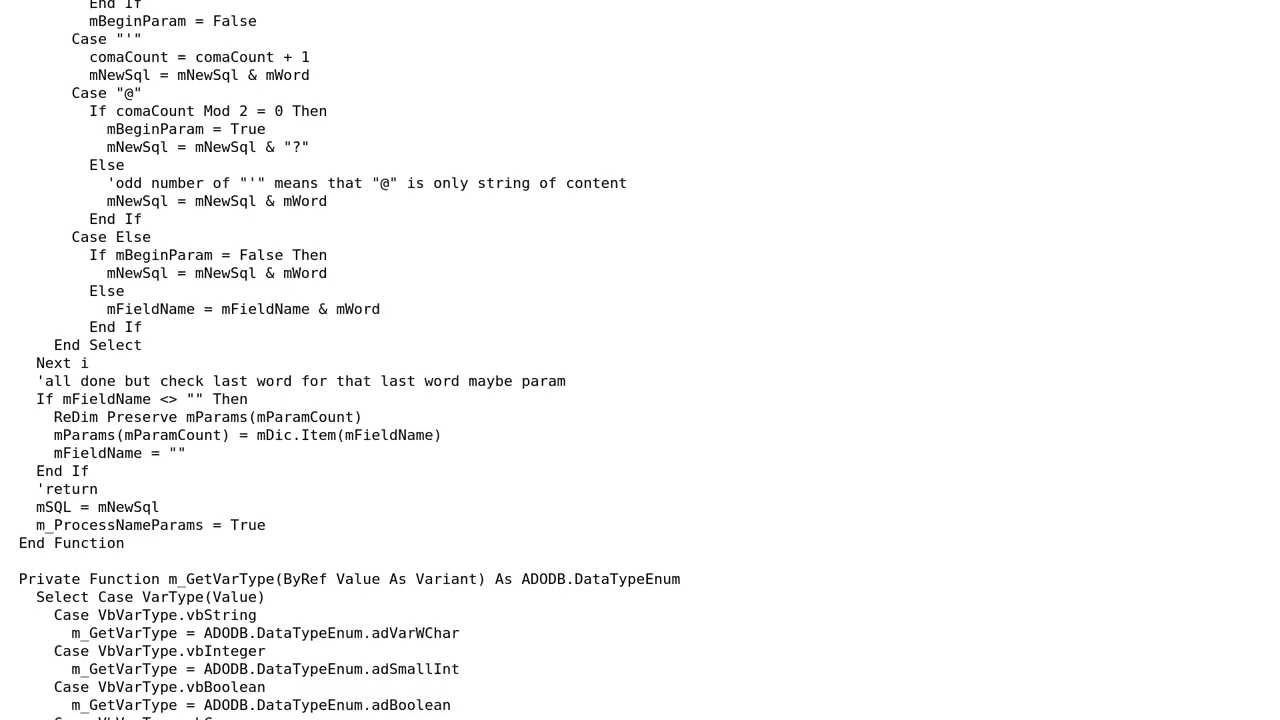 End If
mBeginParam = False
Case "'"
comaCount = comaCount + 1
mNewSql = mNewSql & mWord
Case "@"
If comaCount Mod 2 = 0 Then
mBeginParam = True
mNewSql = mNewSql & "?"
Else
'odd number of "'" means that "@" is only string of content
mNewSql = mNewSql & mWord
End If
Case Else
If mBeginParam = False Then
mNewSql = mNewSql & mWord
Else
mFieldName = mFieldName & mWord
End If
End Select
Next i
'all done but check last word for that last word maybe param
If mFieldName <> "" Then
ReDim Preserve mParams(mParamCount)
mParams(mParamCount) = mDic.Item(mFieldName)
mFieldName = ""
End If
'return
mSQL = mNewSql
m_ProcessNameParams = True
End Function
Private Function m_GetVarType(ByRef Value As Variant) As ADODB.DataTypeEnum
Select Case VarType(Value)
Case VbVarType.vbString
m_GetVarType = ADODB.DataTypeEnum.adVarWChar
Case VbVarType.vbInteger
m_GetVarType = ADODB.DataTypeEnum.adSmallInt
Case VbVarType.vbBoolean
m_GetVarType = ADODB.DataTypeEnum.adBoolean